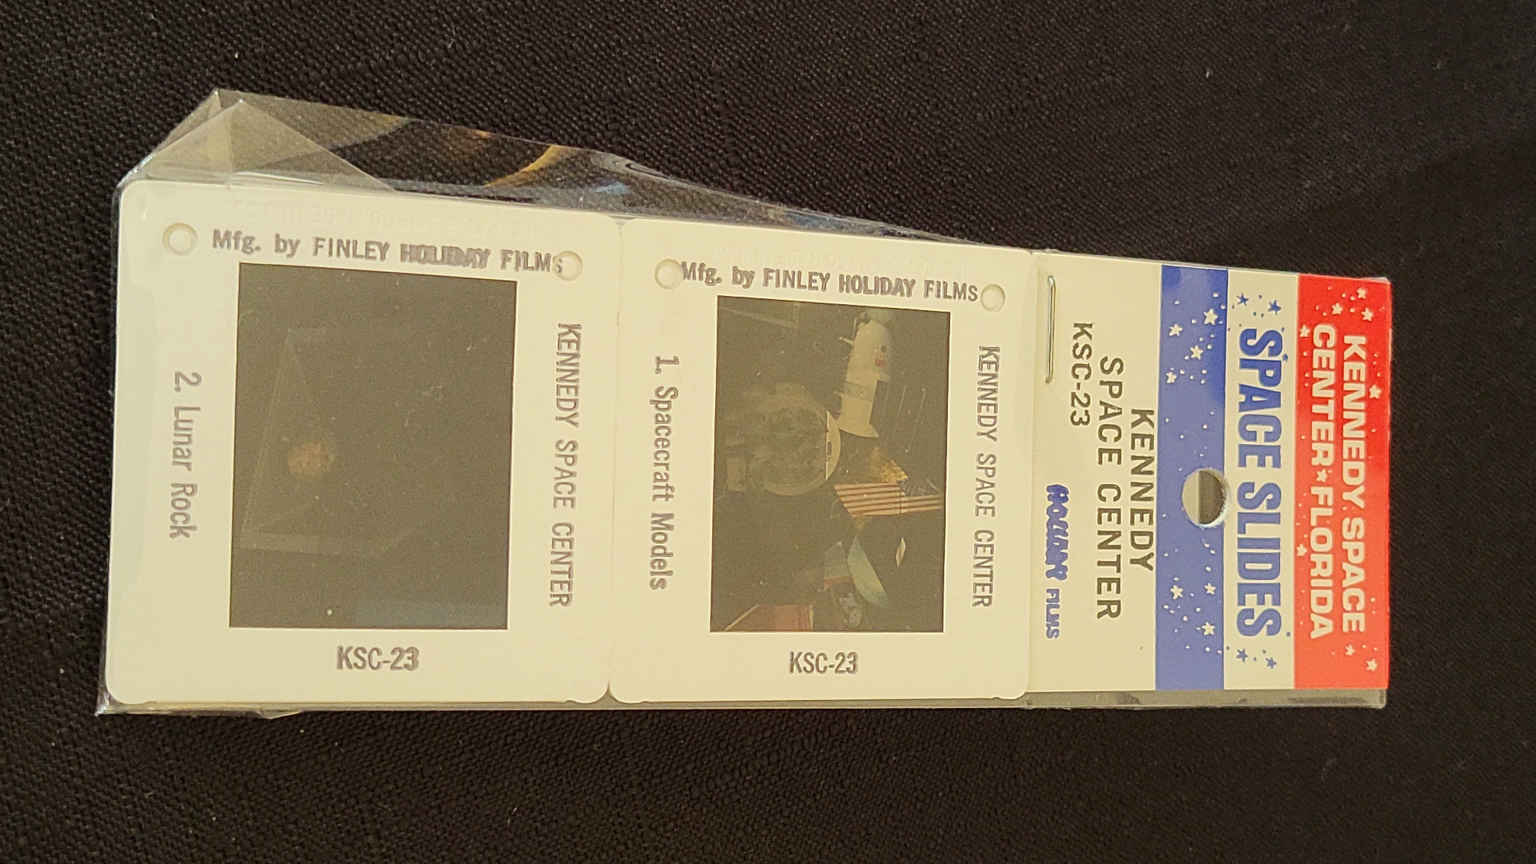 KENNEDY SPACE
CENTER★FLORIDA
SPACE SLIDES
KENNEDY
SPACE CENTER
KSC-23
HOLIDAY FILMS
KENNEDY SPACE CENTER
Mfg. by FINLEY HOLIDAY FILMS
KSC-23
1. Spacecraft Models
KENNEDY SPACE CENTER
Mfg. by FINLEY HOLIDAY FILMS
KSC-23
2. Lunar Rock